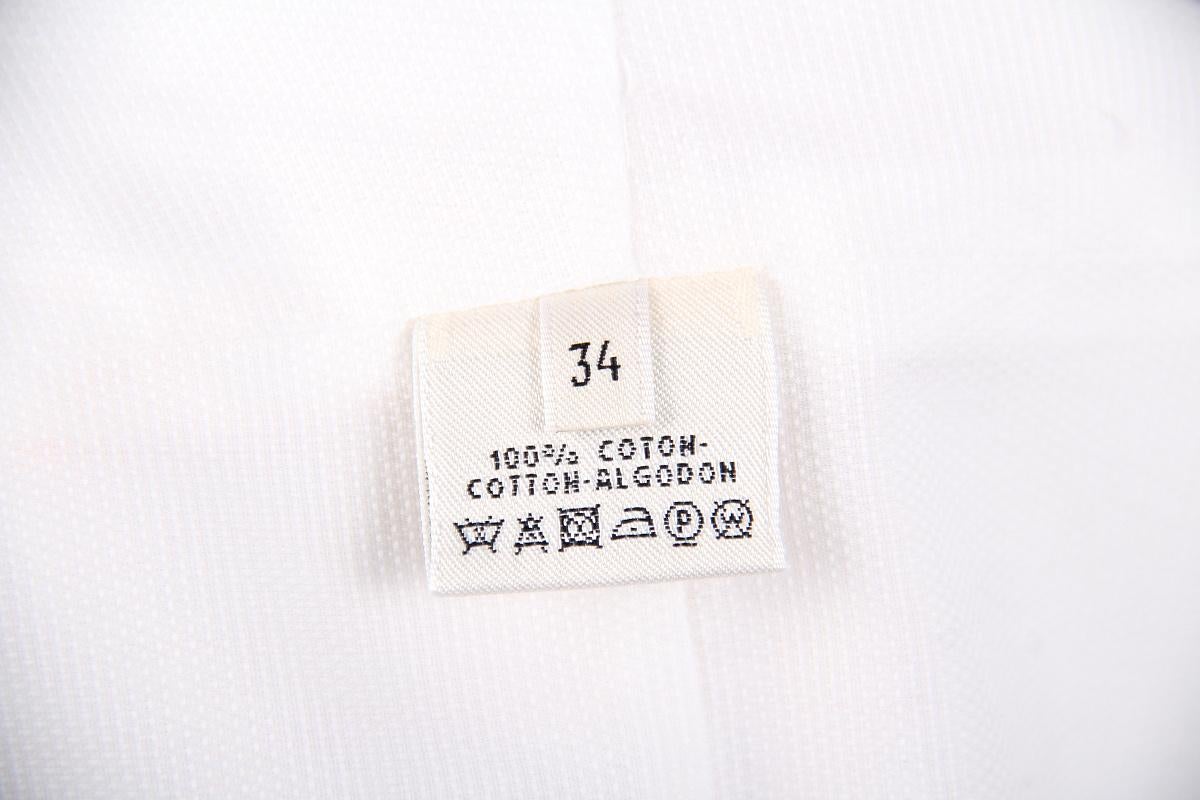 34
100% COTON-
COTTON-ALGODON
P W